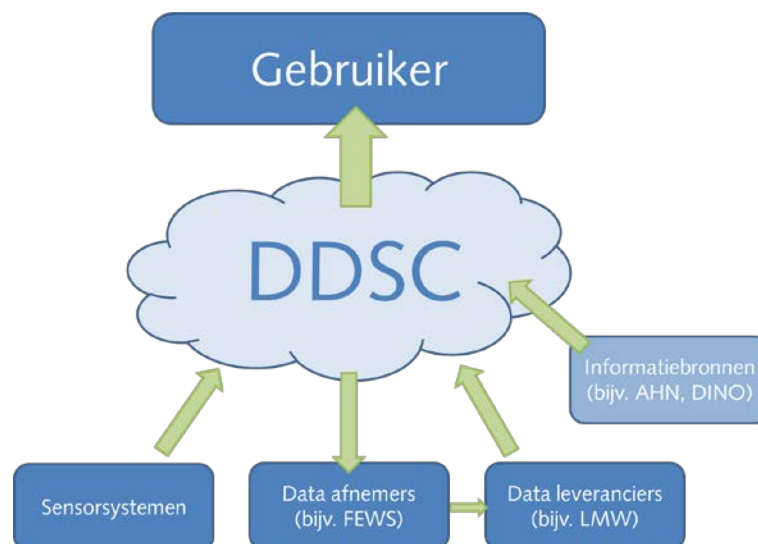 Gebruiker
DDSC
Informatiebronnen
(bijv. AHN, DINO)
Sensorsystemen
Data afnemers
(bijv. FEWS)
Data leveranciers
(bijv. LMW)